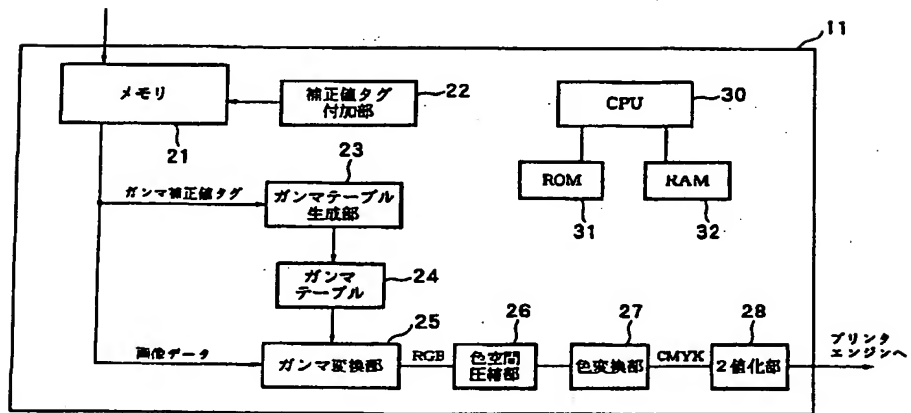 11
メモリ
21
補正値タグ
付加部
22
CPU
30
ROM
31
RAM
32
ガンマ補正値タグ
23
ガンマテーブル
生成部
ガンマ
テーブル
24
画像データ
25
ガンマ変換部
RGB
26
色空間
圧縮部
27
色変換部
CMYK
28
2値化部
プリンタ
エンジンへ